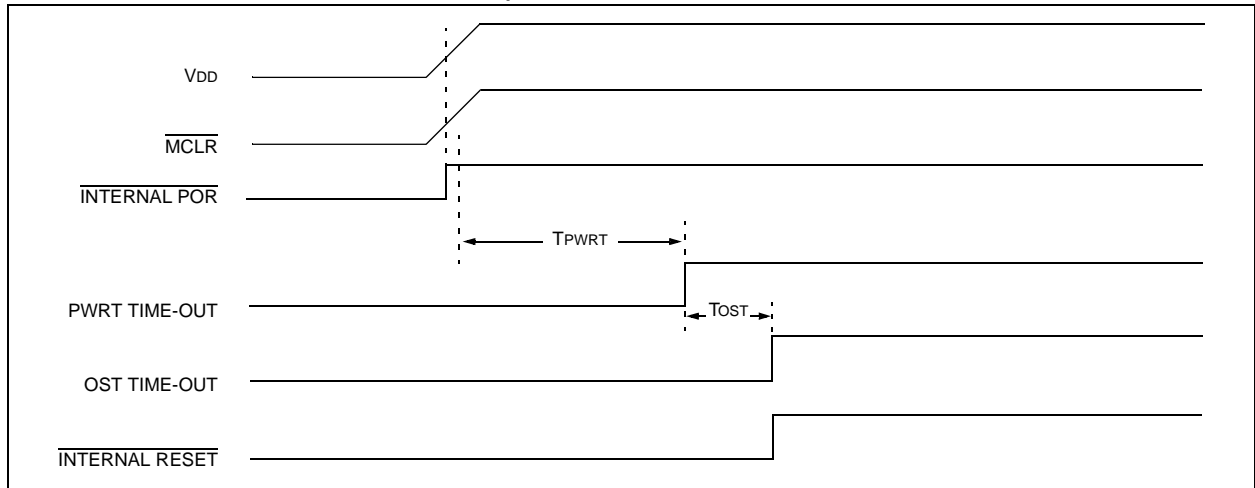 VDD
MCLR
INTERNAL POR
TPWRT
PWRT TIME-OUT
TOST
OST TIME-OUT
INTERNAL RESET